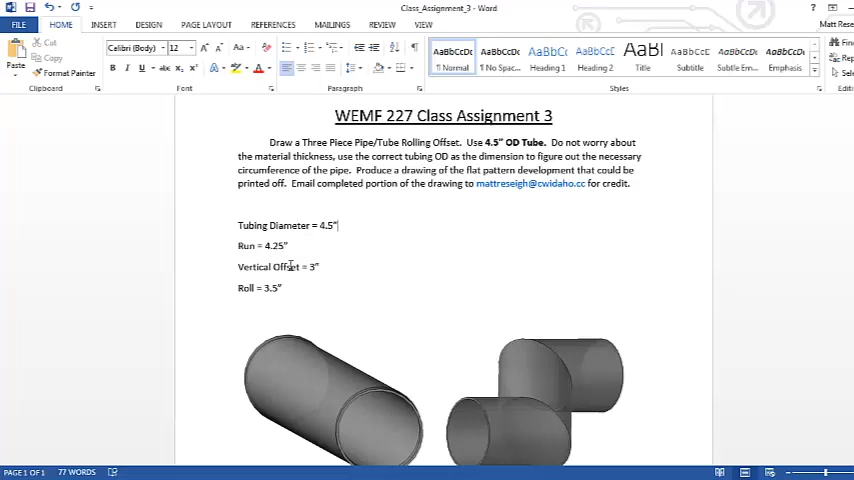 Class_Assignment_3 - Word
FILE HOME INSERT DESIGN PAGE LAYOUT REFERENCES MAILINGS REVIEW VIEW
Matt Rese
Cut
Copy
Paste
Format Painter
Clipboard
Calibri (Body) 12
Font
Paragraph
AaBbCcDc AaBbCcDc AaBbC AaBbCc AaBl AaBbCcC AaBbCcDc AaBbCcDc
¶ Normal ¶ No Spac... Heading 1 Heading 2 Title Subtitle Subtle Em... Emphasis
Styles
WEMF 227 Class Assignment 3
Draw a Three Piece Pipe/Tube Rolling Offset. Use 4.5" OD Tube. Do not worry about
the material thickness, use the correct tubing OD as the dimension to figure out the necessary
circumference of the pipe. Produce a drawing of the flat pattern development that could be
printed off. Email completed portion of the drawing to mattreseigh@cwidaho.cc for credit.
Tubing Diameter = 4.5"
Run = 4.25"
Vertical Offset = 3"
Roll = 3.5"
PAGE 1 OF 1 77 WORDS